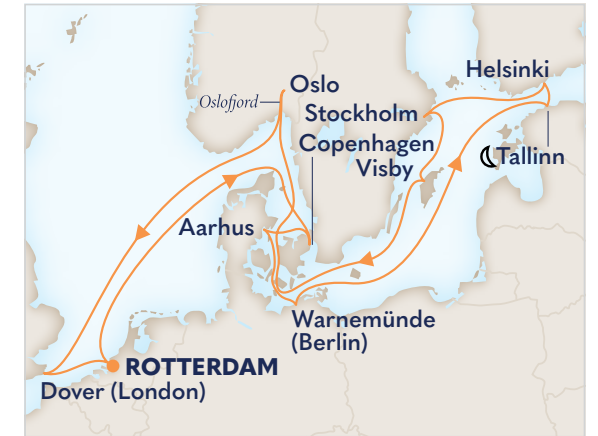 Helsinki
Oslo
Oslofjord
Stockholm
Copenhagen
Visby
Tallinn
Aarhus
Warnemünde
(Berlin)
ROTTERDAM
Dover (London)